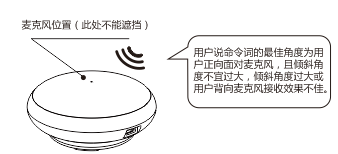 麦克风位置（此处不能遮挡）
用户说命令词的最佳角度为用
户正向面对麦克风，且倾斜角
度不宜过大，倾斜角度过大或
用户背向麦克风接收效果不佳。